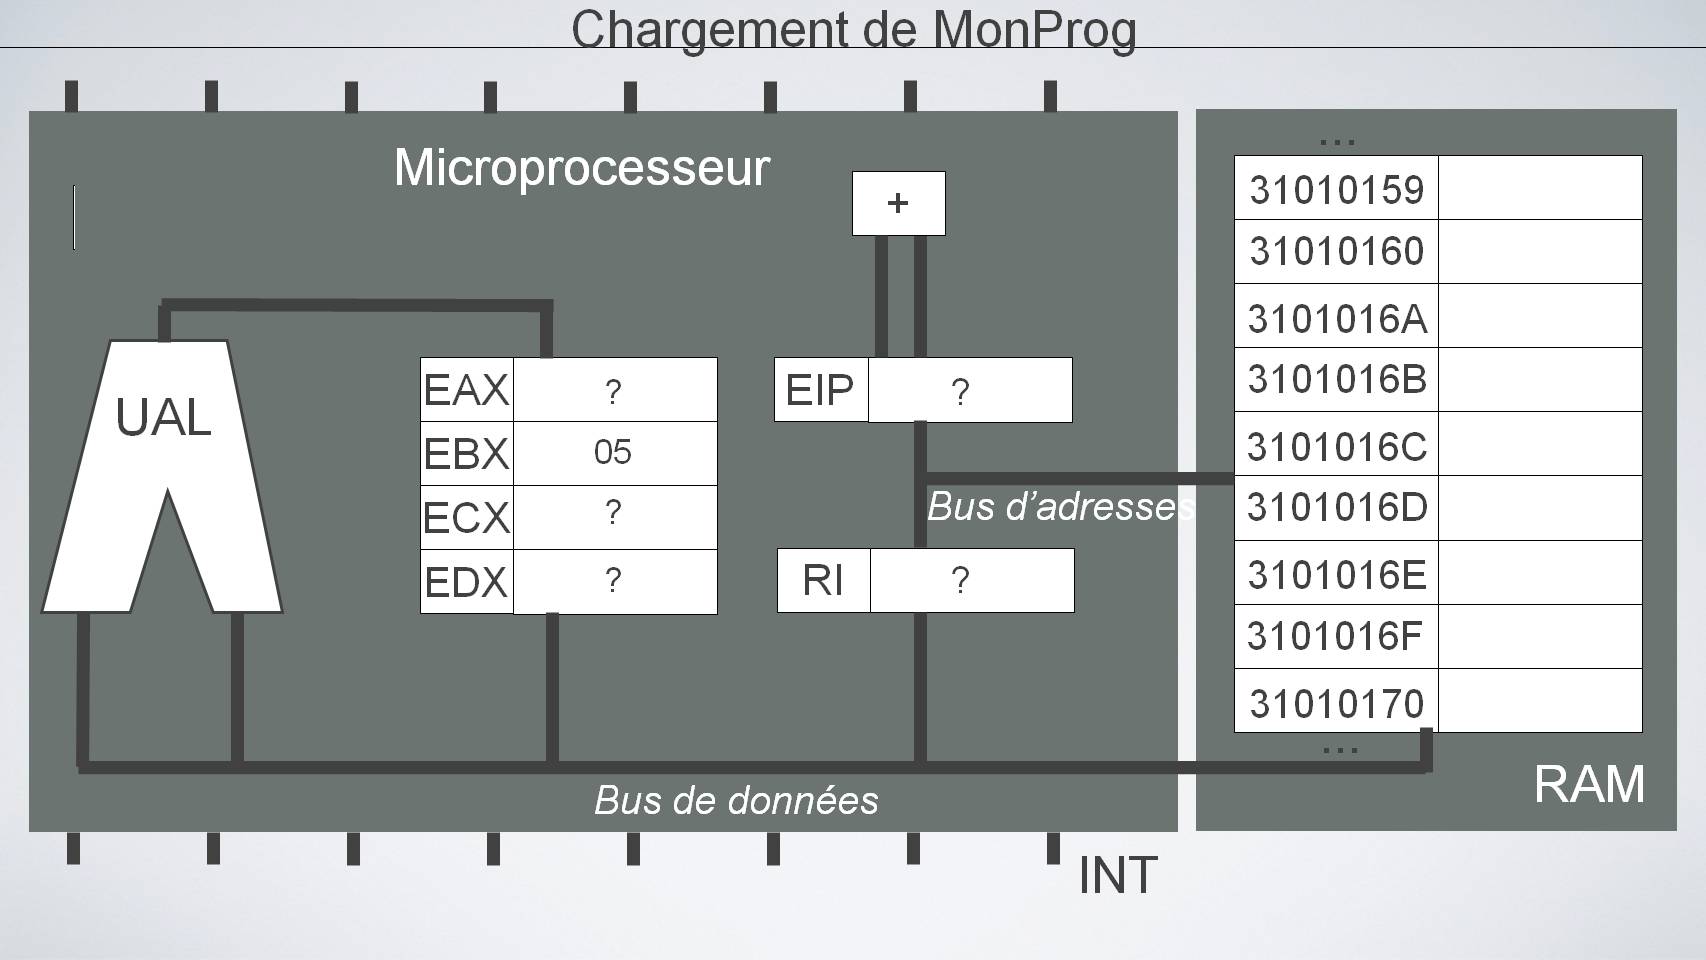 Chargement de MonProg
Microprocesseur
+
UAL
EAX ?
EBX 05
ECX ?
EDX ?
EIP ?
Bus d’adresses
RI ?
Bus de données
INT
...
31010159
31010160
3101016A
3101016B
3101016C
3101016D
3101016E
3101016F
31010170
...
RAM